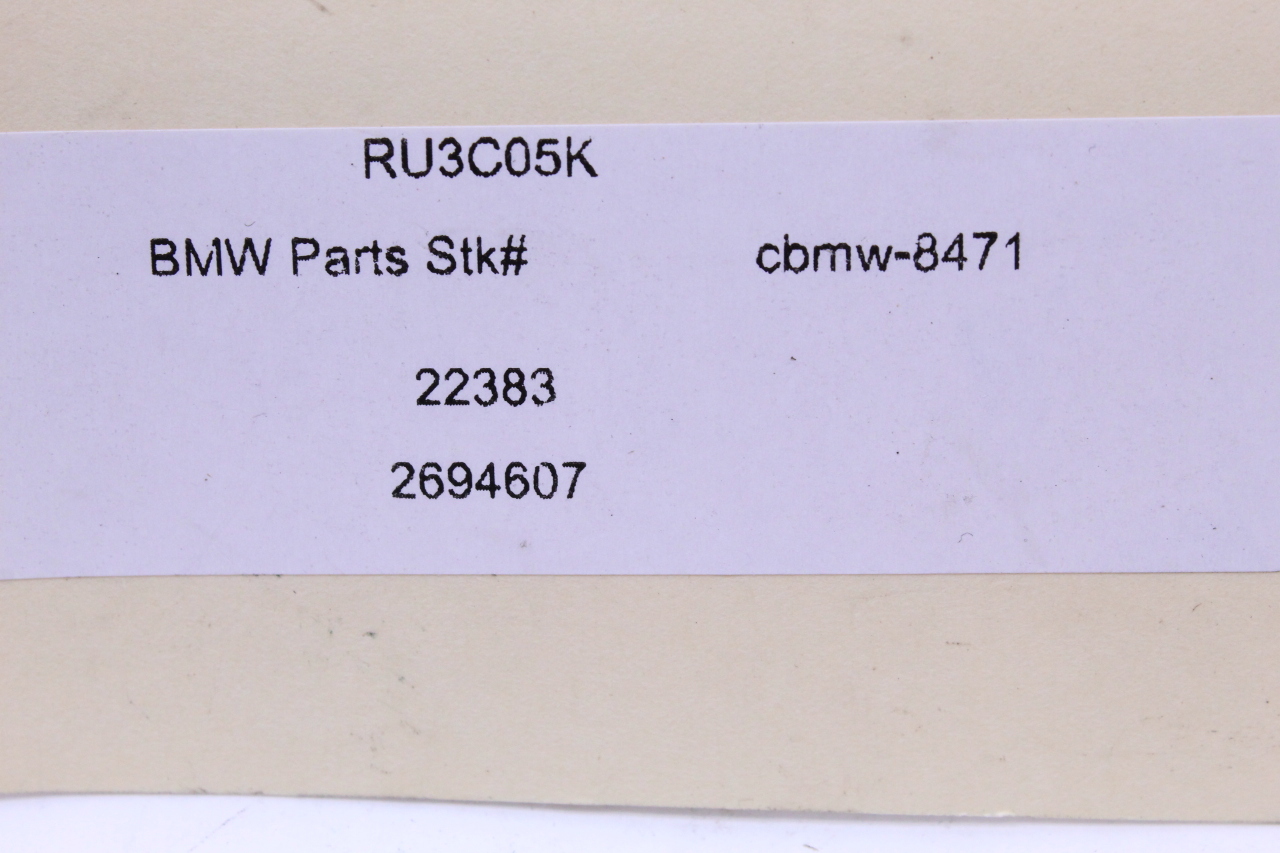 RU3C05K
BMW Parts Stk# cbmw-8471
22383
2694607